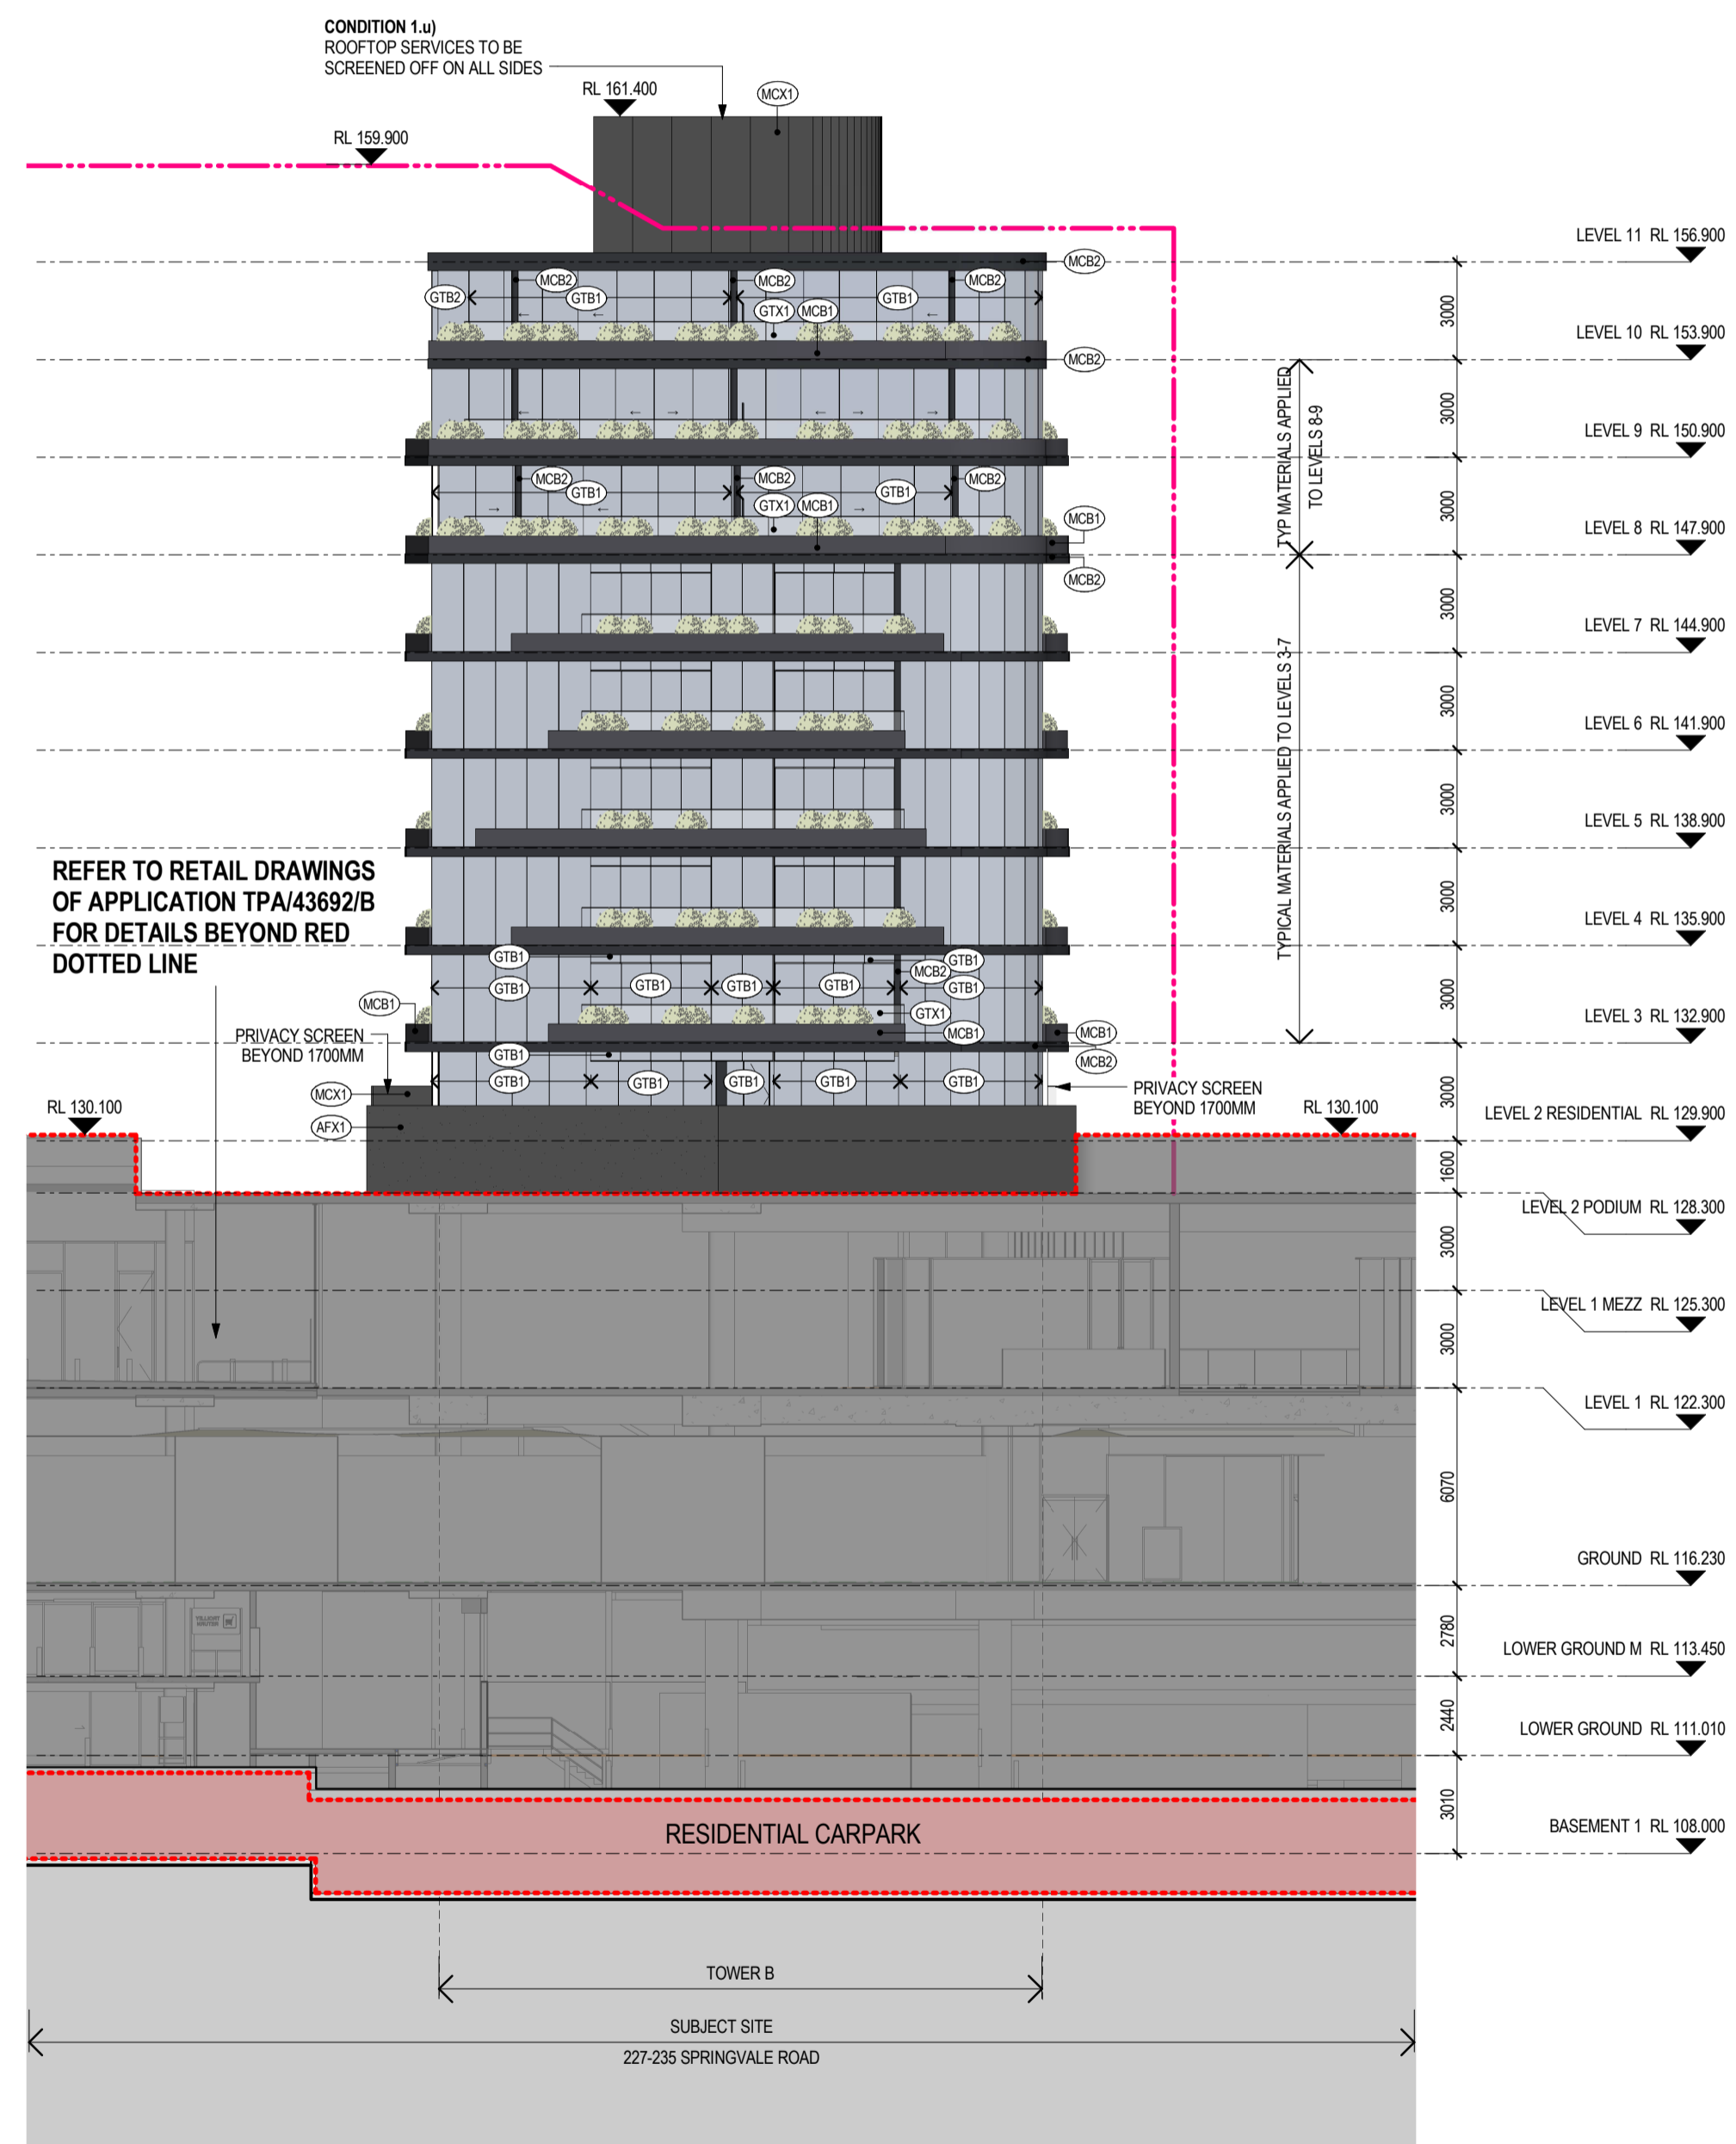 CONDITION 1.u)
ROOFTOP SERVICES TO BE
SCREENED OFF ON ALL SIDES
RL 161.400
MCX1
RL 159.900
LEVEL 11 RL 156.900
MCB2
MCB2
MCB2
MCB2
GTB2
GTB1
GTB1
GTX1
MCB1
3000
LEVEL 10 RL 153.900
MCB2
TYP MATERIALS APPLIED
TO LEVELS 8-9
3000
LEVEL 9 RL 150.900
MCB2
MCB2
MCB2
GTB1
GTB1
GTX1
MCB1
MCB1
3000
LEVEL 8 RL 147.900
MCB2
3000
LEVEL 7 RL 144.900
TYPICAL MATERIALS APPLIED TO LEVELS 3-7
3000
LEVEL 6 RL 141.900
3000
LEVEL 5 RL 138.900
REFER TO RETAIL DRAWINGS
OF APPLICATION TPA/43692/B
FOR DETAILS BEYOND RED
DOTTED LINE
3000
LEVEL 4 RL 135.900
GTB1
GTB1
MCB2
GTB1
GTB1
GTB1
GTB1
GTB1
3000
MCB1
GTX1
LEVEL 3 RL 132.900
PRIVACY SCREEN
BEYOND 1700MM
MCB1
MCB1
GTB1
MCB2
GTB1
GTB1
GTB1
GTB1
GTB1
MCX1
PRIVACY SCREEN
BEYOND 1700MM
3000
RL 130.100
AFX1
RL 130.100
LEVEL 2 RESIDENTIAL RL 129.900
1600
LEVEL 2 PODIUM RL 128.300
3000
LEVEL 1 MEZZ RL 125.300
3000
LEVEL 1 RL 122.300
6070
GROUND RL 116.230
2780
LOWER GROUND M RL 113.450
2440
LOWER GROUND RL 111.010
3010
RESIDENTIAL CARPARK
BASEMENT 1 RL 108.000
TOWER B
SUBJECT SITE
227-235 SPRINGVALE ROAD